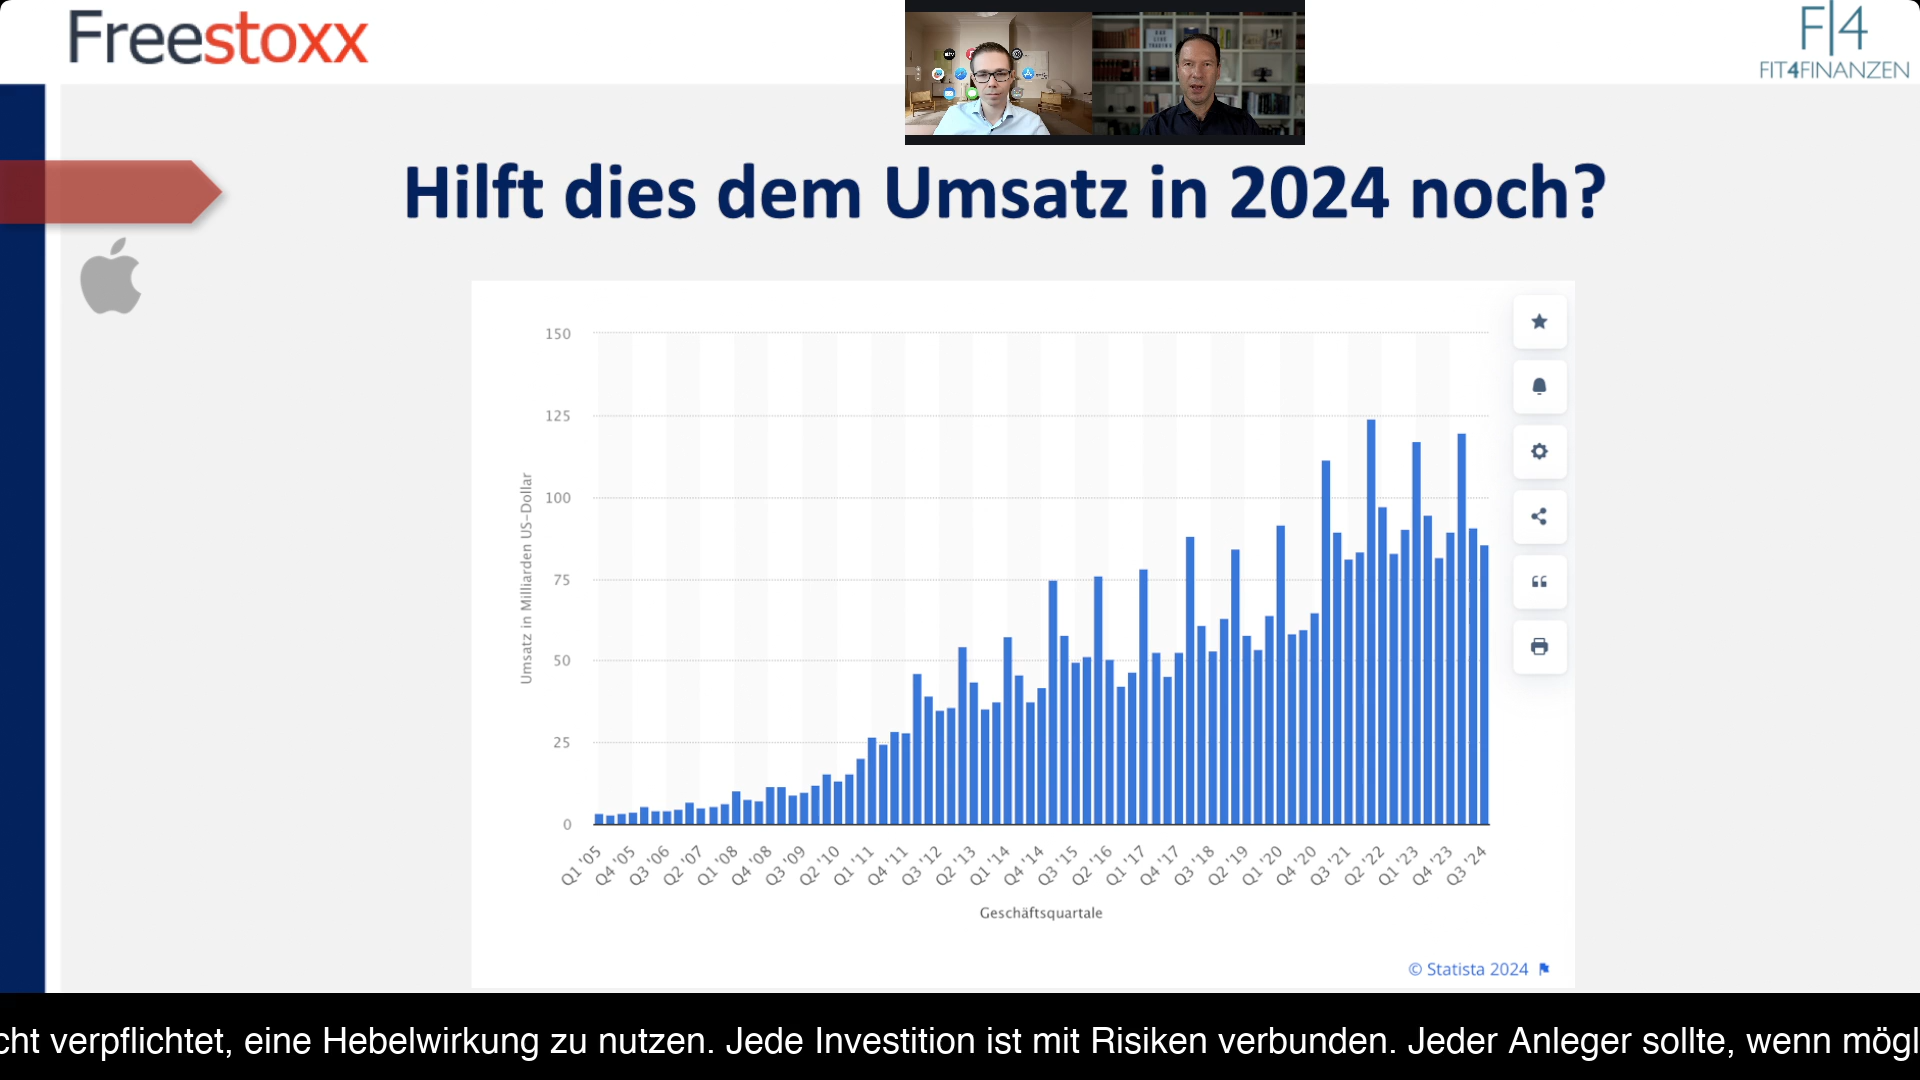 Freestoxx
F|4
FIT4FINANZEN
Hilft dies dem Umsatz in 2024 noch?
150
125
100
75
50
25
0
Umsatz in Milliarden US-Dollar
Q1 '05
Q4 '05
Q3 '06
Q2 '07
Q1 '08
Q4 '08
Q3 '09
Q2 '10
Q1 '11
Q4 '11
Q3 '12
Q2 '13
Q1 '14
Q4 '14
Q3 '15
Q2 '16
Q1 '17
Q4 '17
Q3 '18
Q2 '19
Q1 '20
Q4 '20
Q3 '21
Q2 '22
Q1 '23
Q4 '23
Q3 '24
Geschäftsquartale
© Statista 2024
cht verpflichtet, eine Hebelwirkung zu nutzen. Jede Investition ist mit Risiken verbunden. Jeder Anleger sollte, wenn mögl